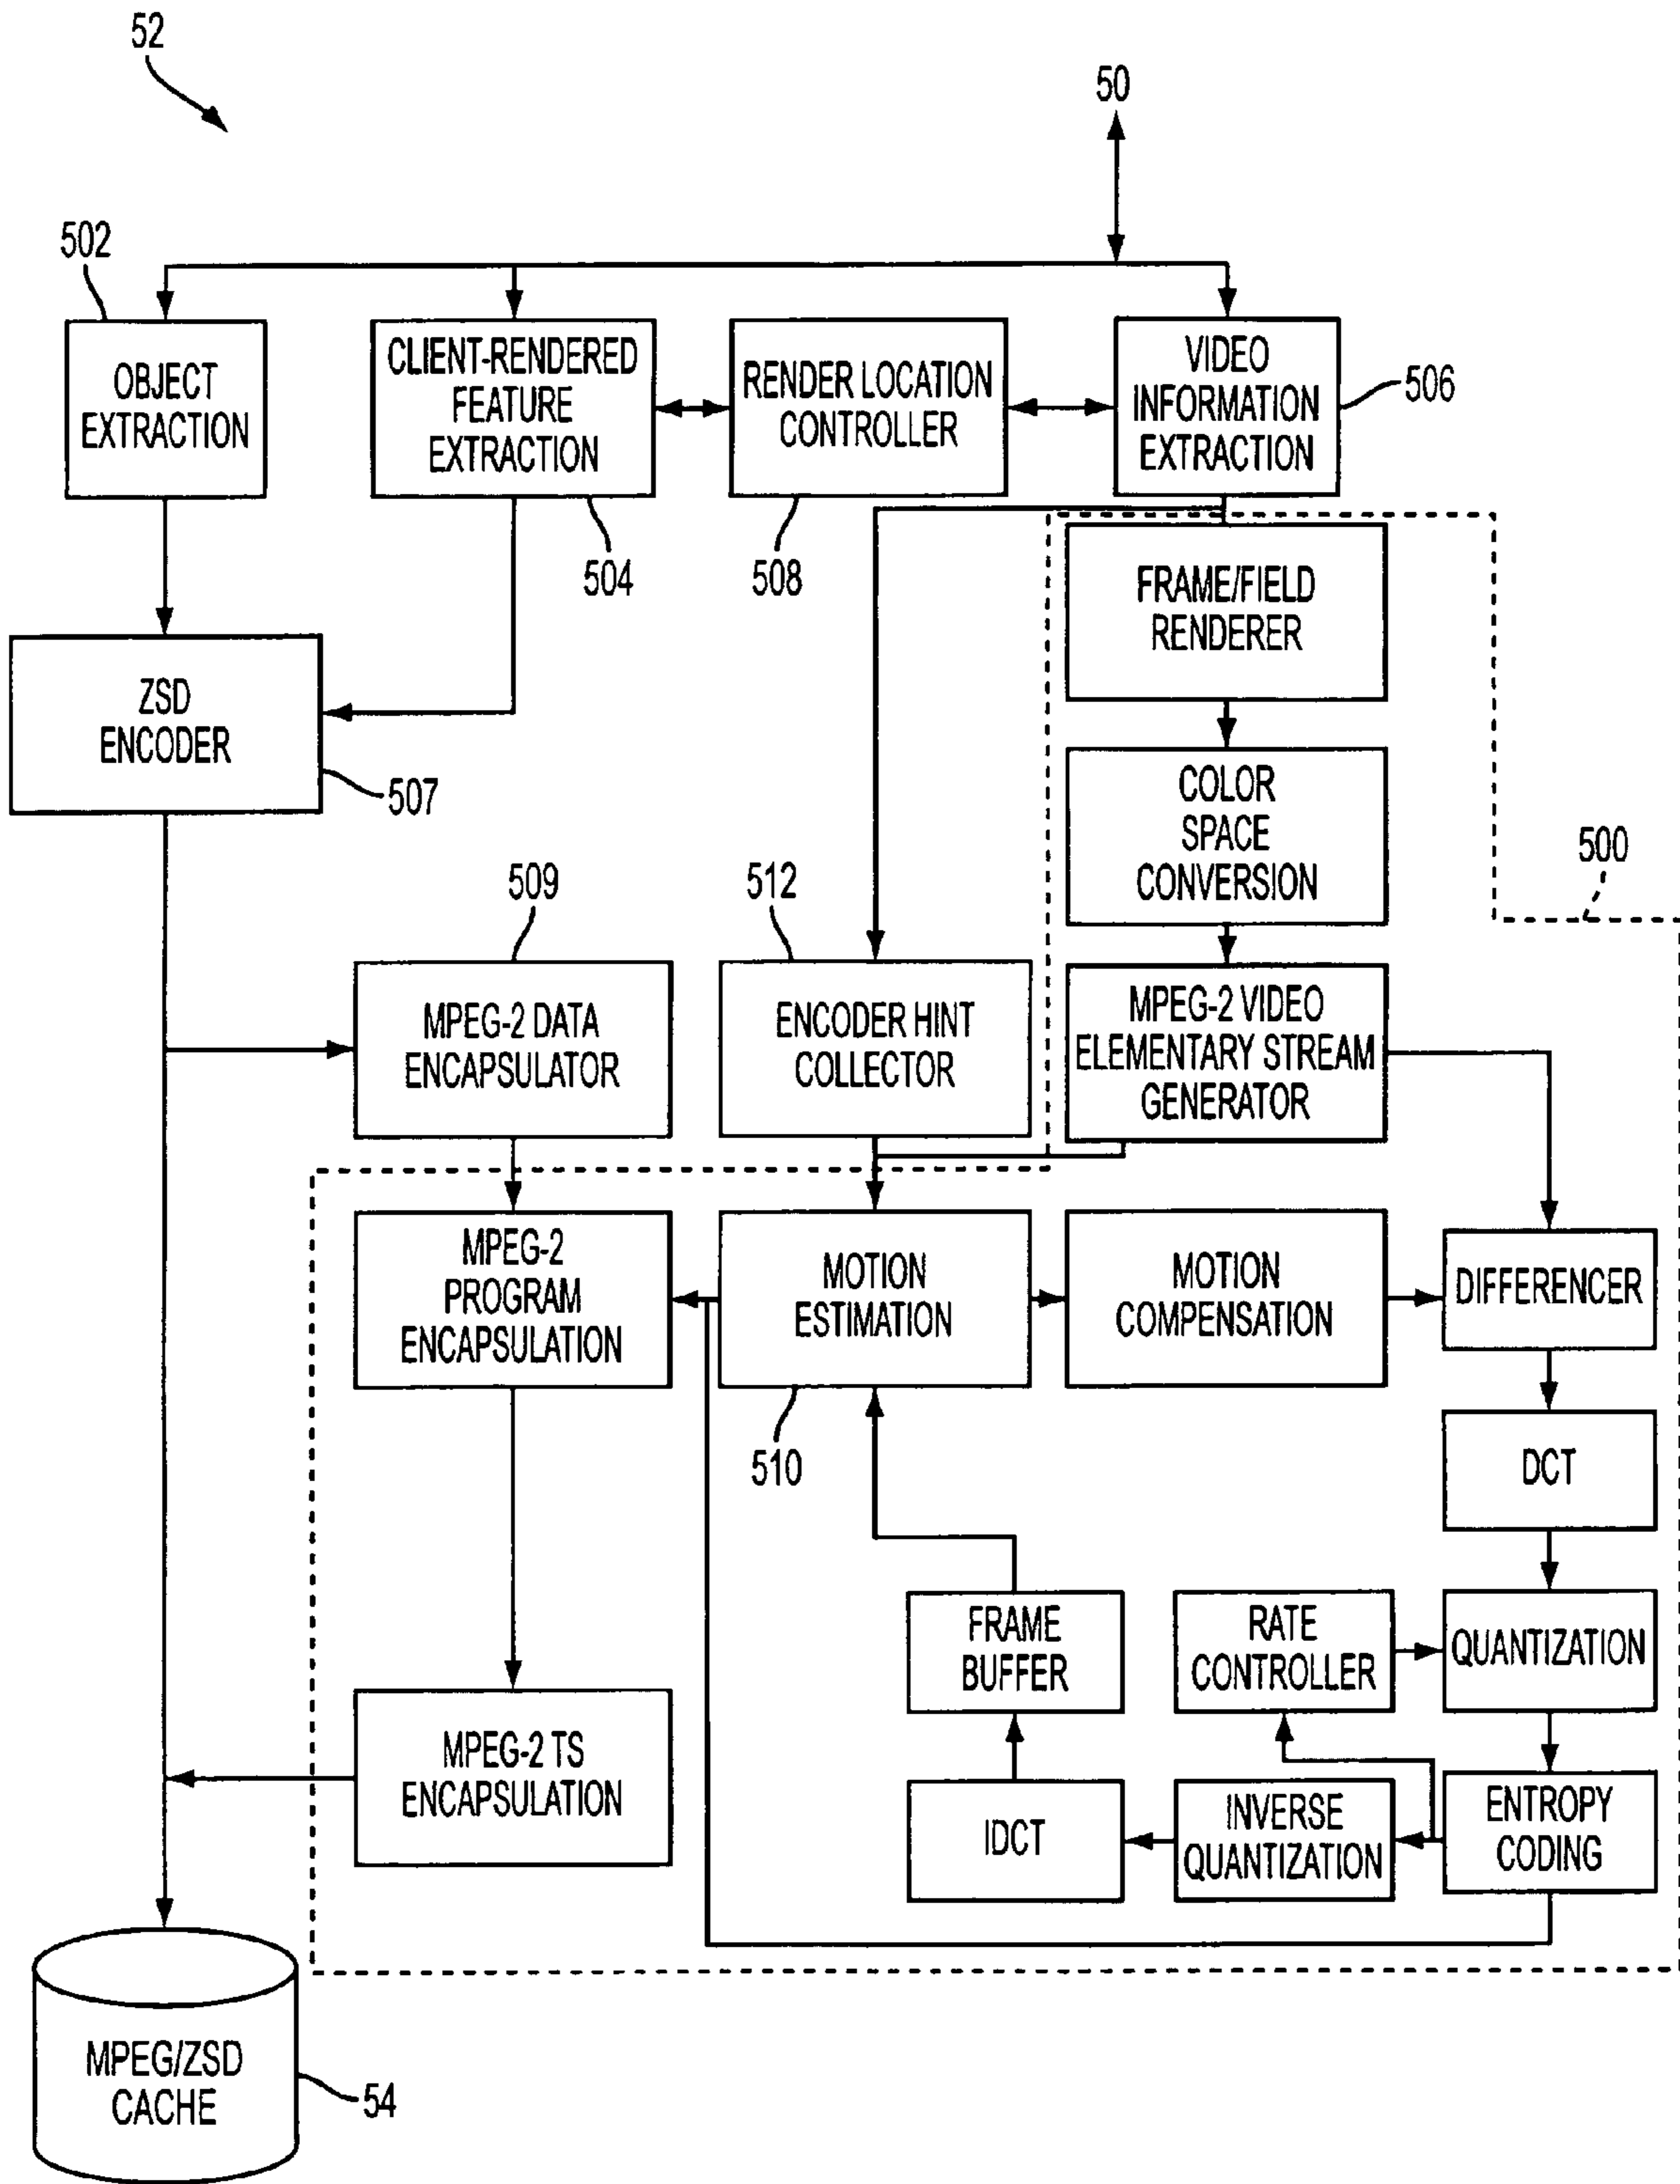 52
50
502
OBJECT
EXTRACTION
CLIENT-RENDERED
FEATURE
EXTRACTION
504
RENDER LOCATION
CONTROLLER
508
VIDEO
INFORMATION
EXTRACTION
506
FRAME/FIELD
RENDERER
ZSD
ENCODER
507
COLOR
SPACE
CONVERSION
500
509
MPEG-2 DATA
ENCAPSULATOR
512
ENCODER HINT
COLLECTOR
MPEG-2 VIDEO
ELEMENTARY STREAM
GENERATOR
MPEG-2
PROGRAM
ENCAPSULATION
MOTION
ESTIMATION
510
MOTION
COMPENSATION
DIFFERENCER
DCT
FRAME
BUFFER
RATE
CONTROLLER
QUANTIZATION
MPEG-2 TS
ENCAPSULATION
IDCT
INVERSE
QUANTIZATION
ENTROPY
CODING
MPEG/ZSD
CACHE
54